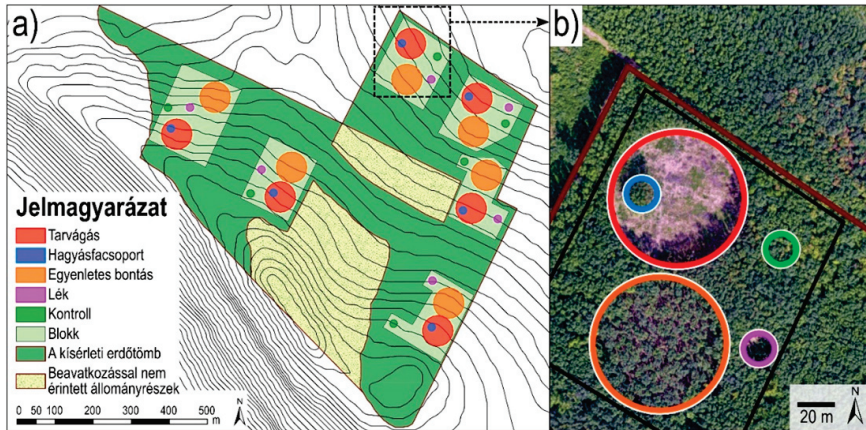 a)
Jelmagyarázat
Tarvágás
Hagyásfacsoport
Egyenletes bontás
Lék
Kontroll
Blokk
A kísérleti erdőtömb
Beavatkozással nem
érintett állományrészek
0 50 100 200 300 400 500
m
N
b)
N
20 m